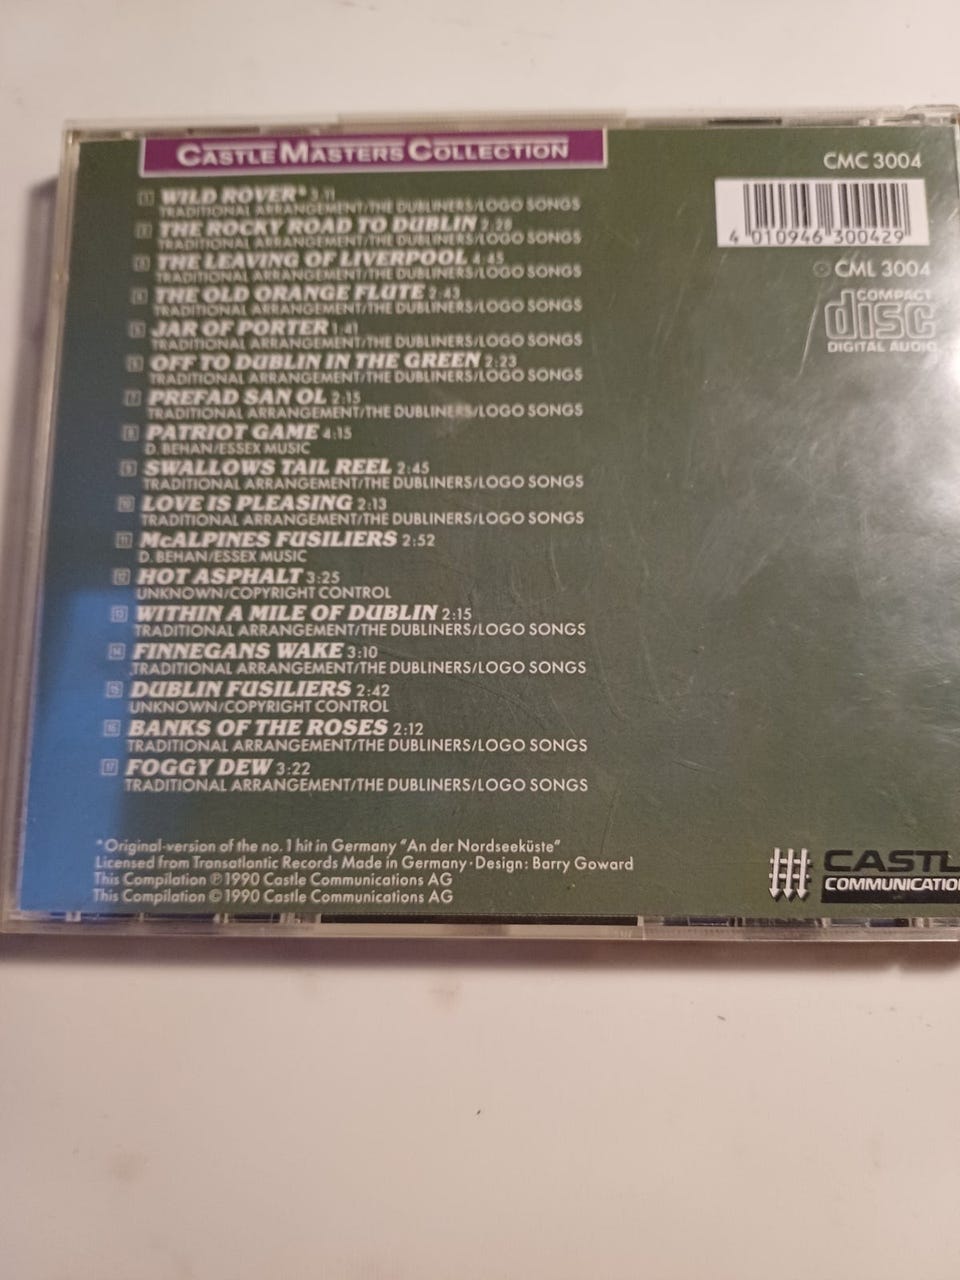 CASTLE MASTERS COLLECTION
CMC 3004
4 010946 300429
CML 3004
COMPACT
disc
DIGITAL AUDIO
1 WILD ROVER* 3:11
TRADITIONAL ARRANGEMENT/THE DUBLINERS/LOGO SONGS
2 THE ROCKY ROAD TO DUBLIN 2:28
TRADITIONAL ARRANGEMENT/THE DUBLINERS/LOGO SONGS
3 THE LEAVING OF LIVERPOOL 4:45
TRADITIONAL ARRANGEMENT/THE DUBLINERS/LOGO SONGS
4 THE OLD ORANGE FLUTE 2:43
TRADITIONAL ARRANGEMENT/THE DUBLINERS/LOGO SONGS
5 JAR OF PORTER 1:41
TRADITIONAL ARRANGEMENT/THE DUBLINERS/LOGO SONGS
6 OFF TO DUBLIN IN THE GREEN 2:23
TRADITIONAL ARRANGEMENT/THE DUBLINERS/LOGO SONGS
7 PREFAD SAN OL 2:15
TRADITIONAL ARRANGEMENT/THE DUBLINERS/LOGO SONGS
8 PATRIOT GAME 4:15
D. BEHAN/ESSEX MUSIC
9 SWALLOWS TAIL REEL 2:45
TRADITIONAL ARRANGEMENT/THE DUBLINERS/LOGO SONGS
10 LOVE IS PLEASING 2:13
TRADITIONAL ARRANGEMENT/THE DUBLINERS/LOGO SONGS
11 McALPINES FUSILIERS 2:52
D. BEHAN/ESSEX MUSIC
12 HOT ASPHALT 3:25
UNKNOWN/COPYRIGHT CONTROL
13 WITHIN A MILE OF DUBLIN 2:15
TRADITIONAL ARRANGEMENT/THE DUBLINERS/LOGO SONGS
14 FINNEGANS WAKE 3:10
TRADITIONAL ARRANGEMENT/THE DUBLINERS/LOGO SONGS
15 DUBLIN FUSILIERS 2:42
UNKNOWN/COPYRIGHT CONTROL
16 BANKS OF THE ROSES 2:12
TRADITIONAL ARRANGEMENT/THE DUBLINERS/LOGO SONGS
17 FOGGY DEW 3:22
TRADITIONAL ARRANGEMENT/THE DUBLINERS/LOGO SONGS
*Original-version of the no. 1 hit in Germany "An der Nordseeküste"
Licensed from Transatlantic Records Made in Germany · Design: Barry Goward
This Compilation ℗ 1990 Castle Communications AG
This Compilation © 1990 Castle Communications AG
CASTL
COMMUNICATIO